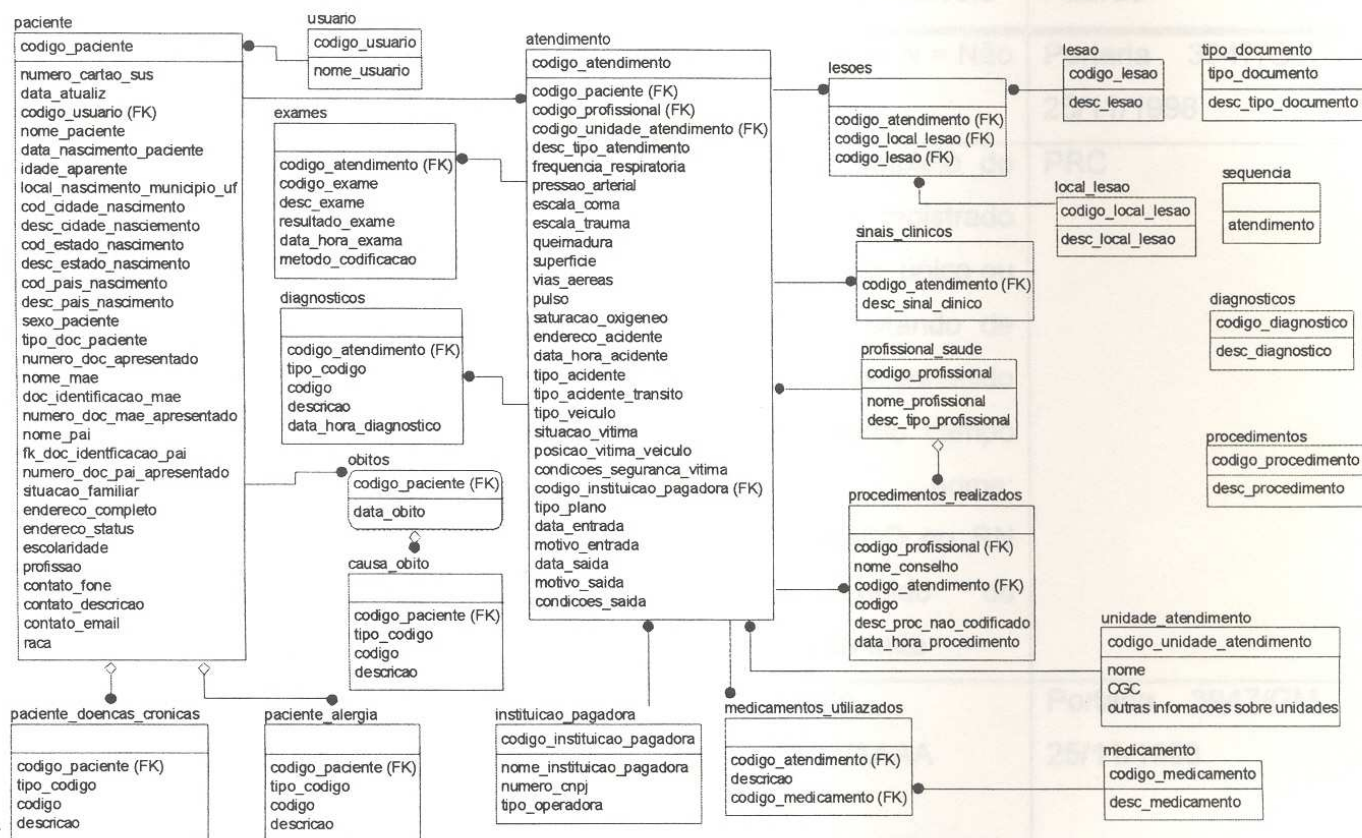 paciente
codigo_paciente
numero_cartao_sus
data_atualiz
codigo_usuario (FK)
nome_paciente
data_nascimento_paciente
idade_aparente
local_nascimento_municipio_uf
cod_cidade_nascimento
desc_cidade_nasciemento
cod_estado_nascimento
desc_estado_nascimento
cod_pais_nascimento
desc_pais_nascimento
sexo_paciente
tipo_doc_paciente
numero_doc_apresentado
nome_mae
doc_identificacao_mae
numero_doc_mae_apresentado
nome_pai
fk_doc_identficacao_pai
numero_doc_pai_apresentado
situacao_familiar
endereco_completo
endereco_status
escolaridade
profissao
contato_fone
contato_descricao
contato_email
raca
usuario
codigo_usuario
nome_usuario
exames
codigo_atendimento (FK)
codigo_exame
desc_exame
resultado_exame
data_hora_exama
metodo_codificacao
diagnosticos
codigo_atendimento (FK)
tipo_codigo
codigo
descricao
data_hora_diagnostico
obitos
codigo_paciente (FK)
data_obito
causa_obito
codigo_paciente (FK)
tipo_codigo
codigo
descricao
paciente_doencas_cronicas
codigo_paciente (FK)
tipo_codigo
codigo
descricao
paciente_alergia
codigo_paciente (FK)
tipo_codigo
codigo
descricao
atendimento
codigo_atendimento
codigo_paciente (FK)
codigo_profissional (FK)
codigo_unidade_atendimento (FK)
desc_tipo_atendimento
frequencia_respiratoria
pressao_arterial
escala_coma
escala_trauma
queimadura
superficie
vias_aereas
pulso
saturacao_oxigeneo
endereco_acidente
data_hora_acidente
tipo_acidente
tipo_acidente_transito
tipo_veiculo
situacao_vitima
posicao_vitima_veiculo
condicoes_seguranca_vitima
codigo_instituicao_pagadora (FK)
tipo_plano
data_entrada
motivo_entrada
data_saida
motivo_saida
condicoes_saida
instituicao_pagadora
codigo_instituicao_pagadora
nome_instituicao_pagadora
numero_cnpj
tipo_operadora
lesoes
codigo_atendimento (FK)
codigo_local_lesao (FK)
codigo_lesao (FK)
sinais_clinicos
codigo_atendimento (FK)
desc_sinal_clinico
profissional_saude
codigo_profissional
nome_profissional
desc_tipo_profissional
procedimentos_realizados
codigo_profissional (FK)
nome_conselho
codigo_atendimento (FK)
codigo
desc_proc_nao_codificado
data_hora_procedimento
medicamentos_utiliazados
codigo_atendimento (FK)
descricao
codigo_medicamento (FK)
lesao
codigo_lesao
desc_lesao
tipo_documento
tipo_documento
desc_tipo_documento
local_lesao
codigo_local_lesao
desc_local_lesao
sequencia
atendimento
diagnosticos
codigo_diagnostico
desc_diagnostico
procedimentos
codigo_procedimento
desc_procedimento
unidade_atendimento
codigo_unidade_atendimento
nome
CGC
outras infomacoes sobre unidades
medicamento
codigo_medicamento
desc_medicamento